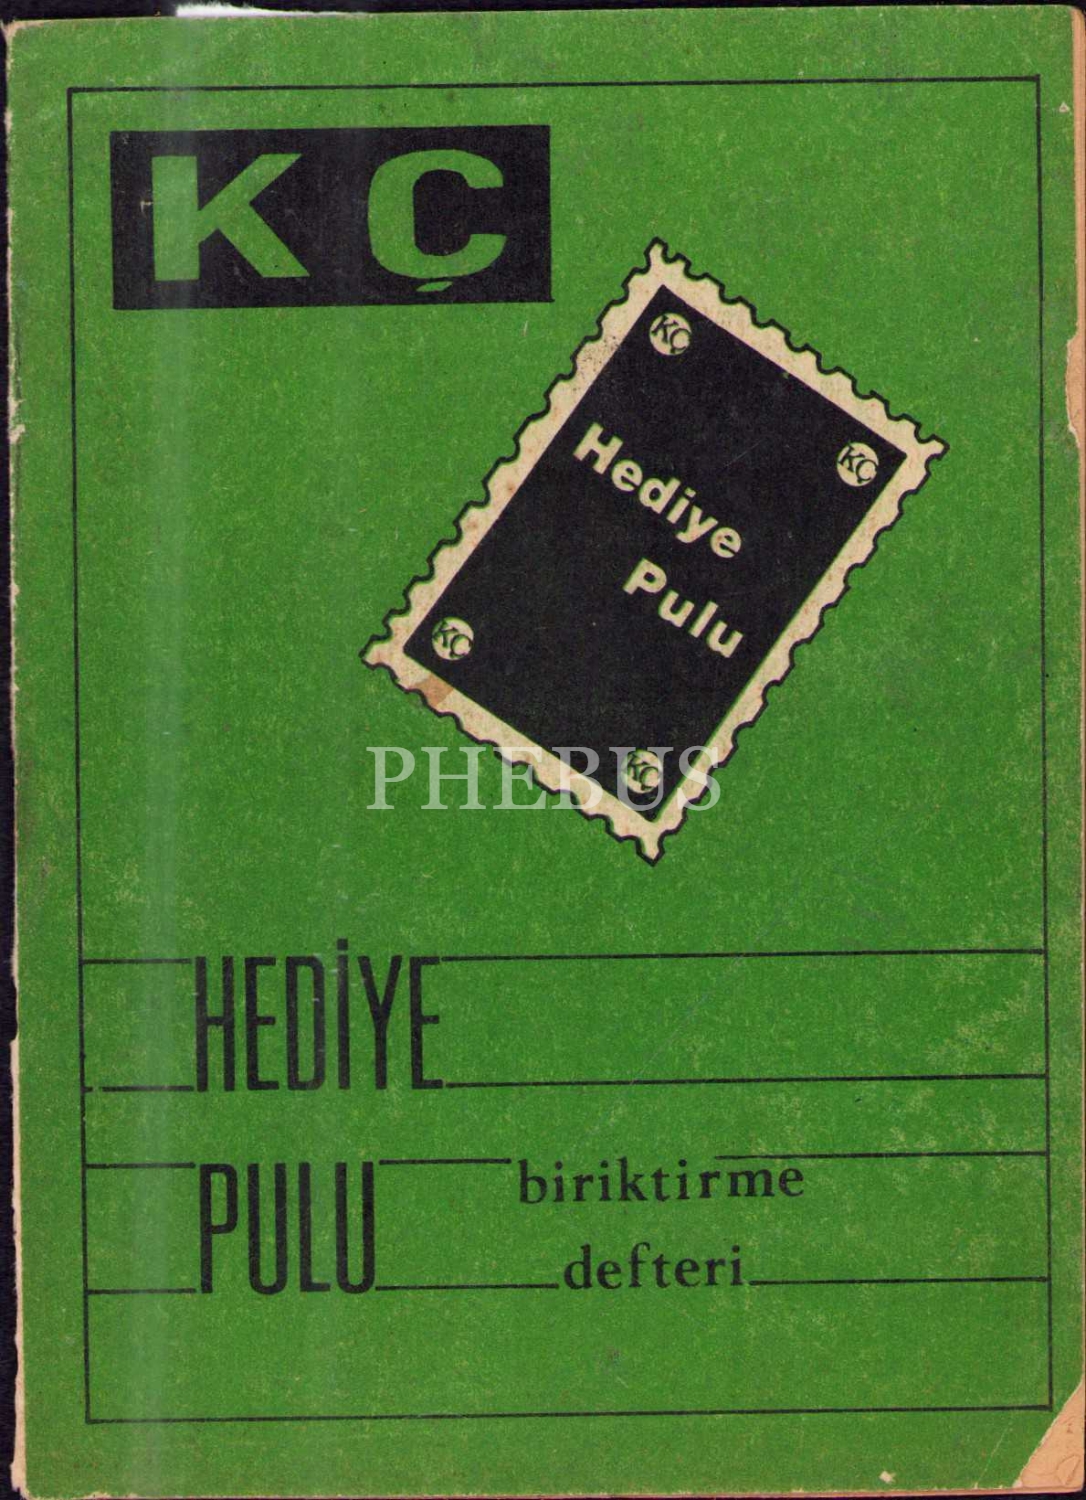 KÇ
KÇ
KÇ
Hediye
Pulu
KÇ
KÇ
PHEBUS
HEDİYE
PULU biriktirme
defteri